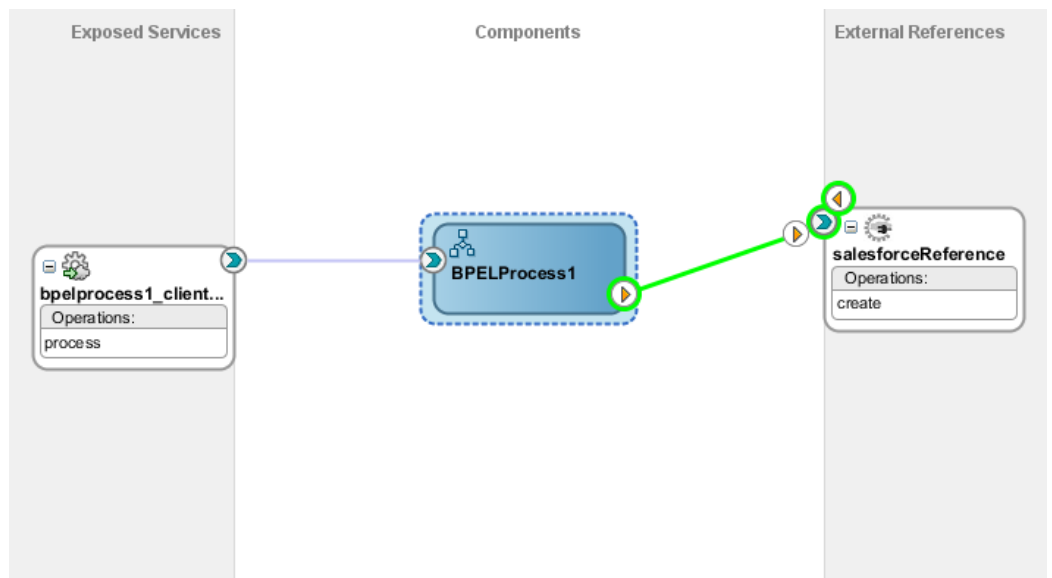 Exposed Services
Components
External References
bpelprocess1_client...
Operations:
process
BPELProcess1
salesforceReference
Operations:
create